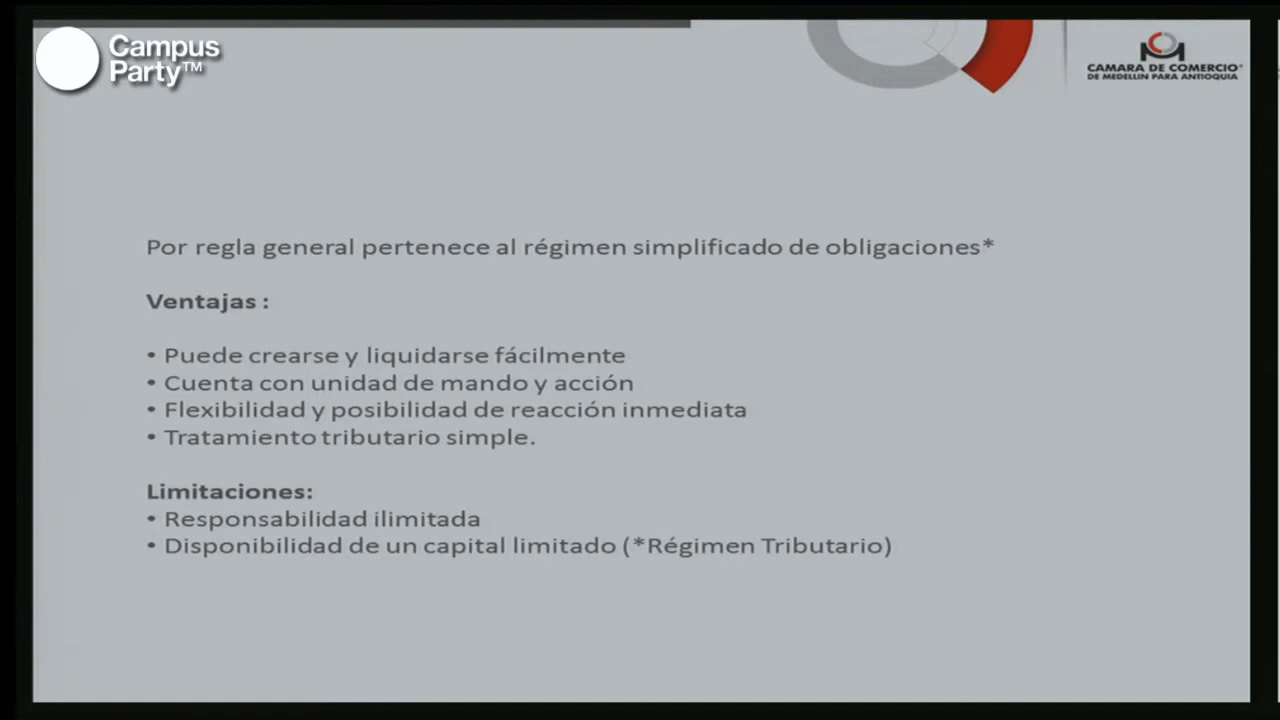 Campus
Party™
CAMARA DE COMERCIO®
DE MEDELLIN PARA ANTIOQUIA
Por regla general pertenece al régimen simplificado de obligaciones*
Ventajas :
• Puede crearse y liquidarse fácilmente
• Cuenta con unidad de mando y acción
• Flexibilidad y posibilidad de reacción inmediata
• Tratamiento tributario simple.
Limitaciones:
• Responsabilidad ilimitada
• Disponibilidad de un capital limitado (*Régimen Tributario)